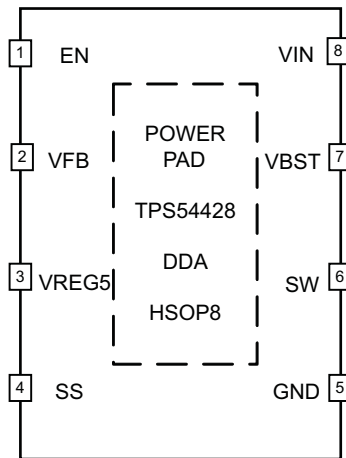 1 EN
VIN 8
POWER
PAD
2 VFB
VBST 7
TPS54428
DDA
3 VREG5
SW 6
HSOP8
4 SS
GND 5